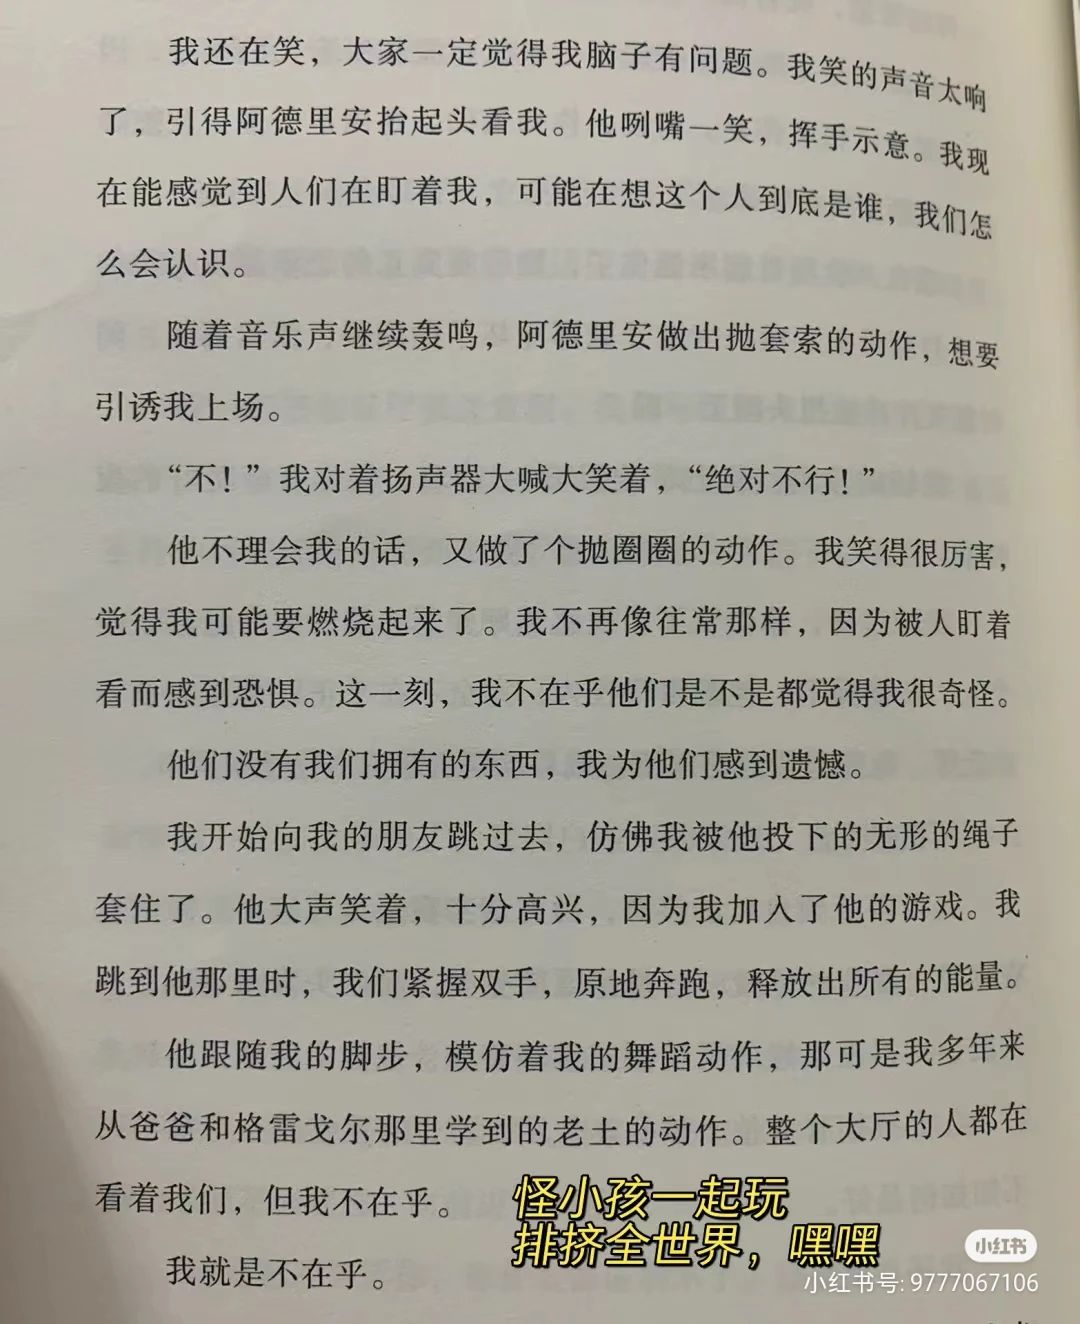 我还在笑，大家一定觉得我脑子有问题。我笑的声音太响
了，引得阿德里安抬起头看我。他咧嘴一笑，挥手示意。我现
在能感觉到人们在盯着我，可能在想这个人到底是谁，我们怎
么会认识。
随着音乐声继续轰鸣，阿德里安做出抛套索的动作，想要
引诱我上场。
“不！”我对着扬声器大喊大笑着，“绝对不行！”
他不理会我的话，又做了个抛圈圈的动作。我笑得很厉害，
觉得我可能要燃烧起来了。我不再像往常那样，因为被人盯着
看而感到恐惧。这一刻，我不在乎他们是不是都觉得我很奇怪。
他们没有我们拥有的东西，我为他们感到遗憾。
我开始向我的朋友跳过去，仿佛我被他投下的无形的绳子
套住了。他大声笑着，十分高兴，因为我加入了他的游戏。我
跳到他那里时，我们紧握双手，原地奔跑，释放出所有的能量。
他跟随我的脚步，模仿着我的舞蹈动作，那可是我多年来
从爸爸和格雷戈尔那里学到的老土的动作。整个大厅的人都在
看着我们，但我不在乎。
怪小孩一起玩
排挤全世界，嘿嘿
我就是不在乎。
小红书
小红书号: 9777067106